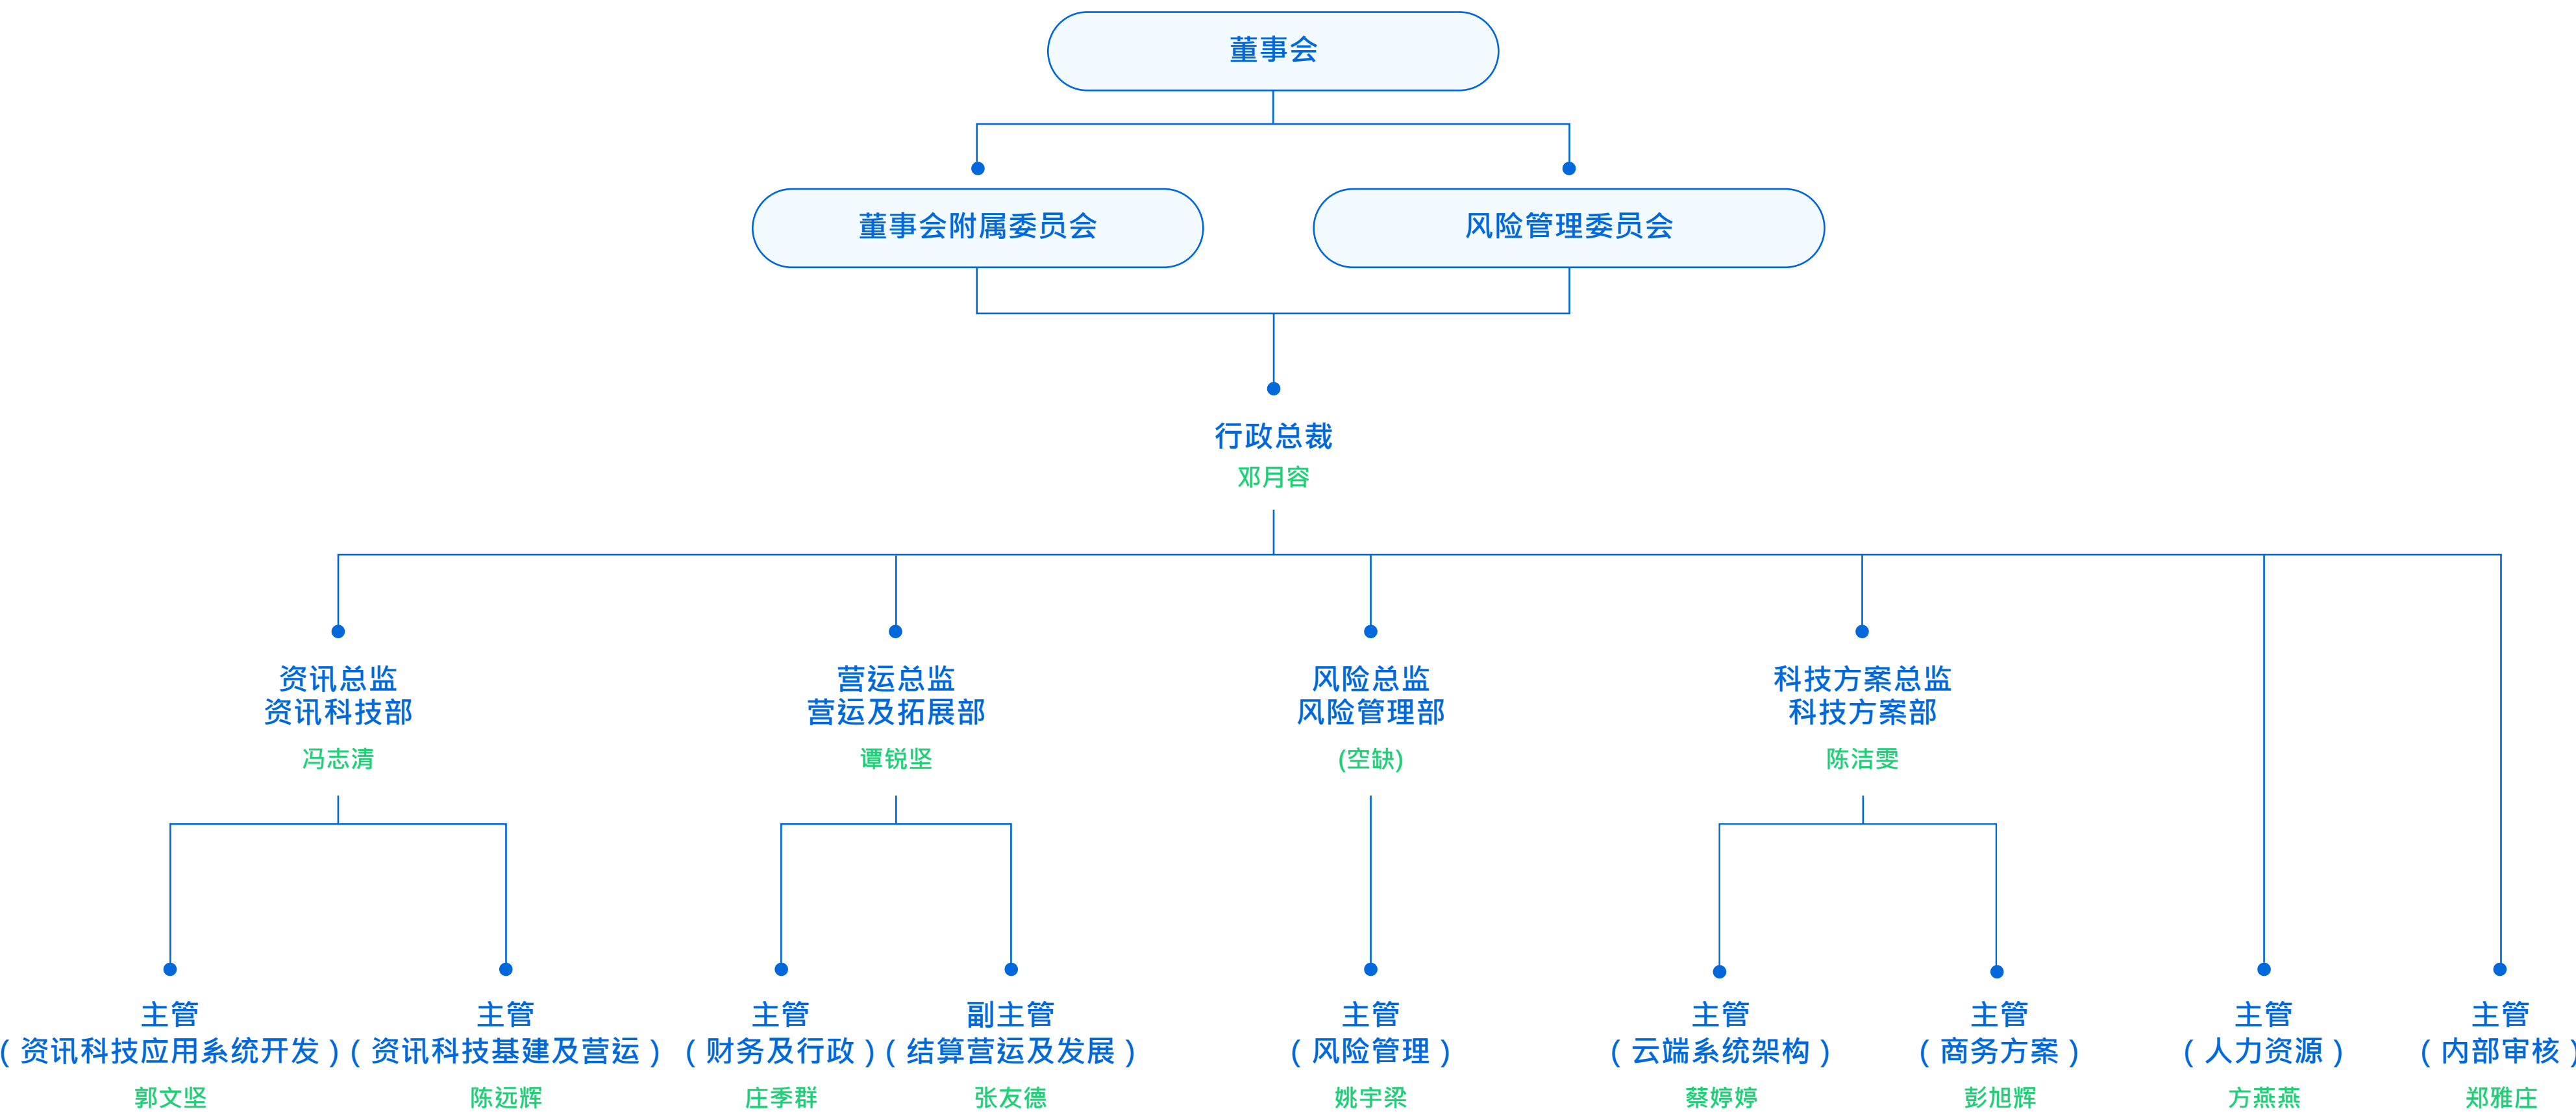 董事会
董事会附属委员会
风险管理委员会
行政总裁
邓月容
资讯总监
资讯科技部
冯志清
营运总监
营运及拓展部
谭锐坚
风险总监
风险管理部
(空缺)
科技方案总监
科技方案部
陈洁雯
主管
（资讯科技应用系统开发）
郭文坚
主管
（资讯科技基建及营运）
陈远辉
主管
（财务及行政）
庄季群
副主管
（结算营运及发展）
张友德
主管
（风险管理）
姚宇梁
主管
（云端系统架构）
蔡婷婷
主管
（商务方案）
彭旭辉
主管
（人力资源）
方燕燕
主管
（内部审核）
郑雅庄